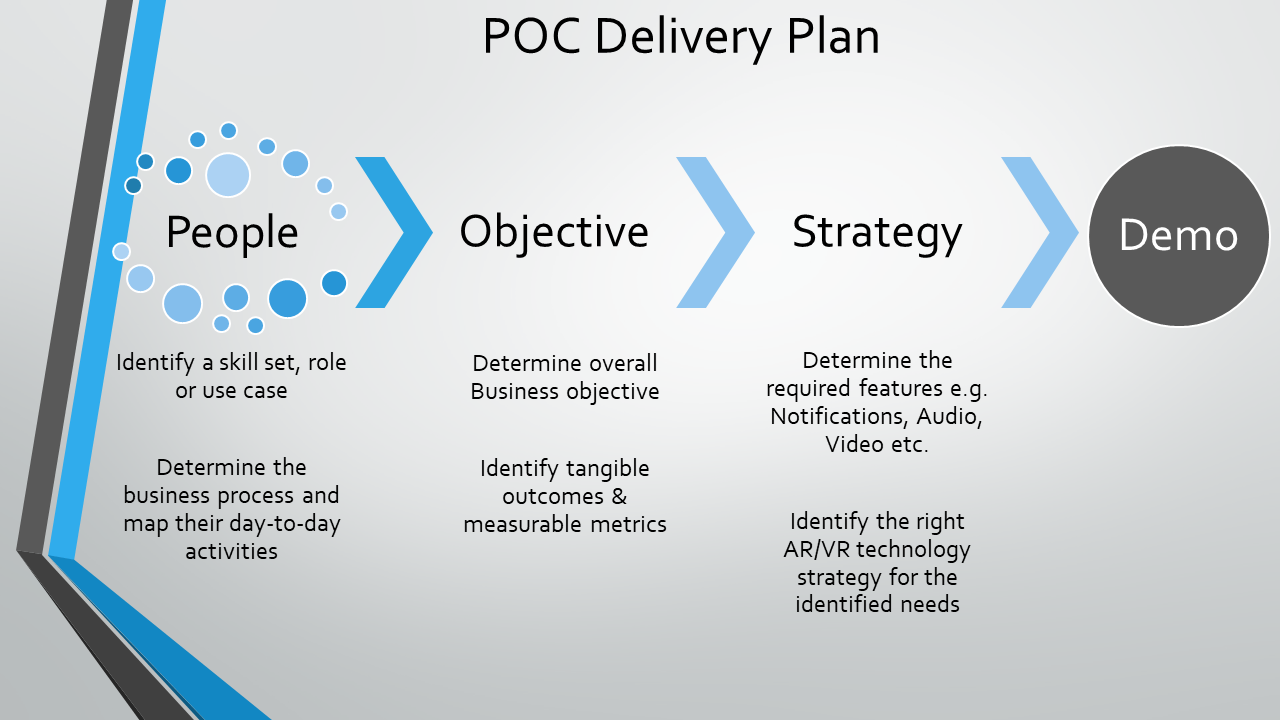 POC Delivery Plan
People
Objective
Strategy
Demo
Identify a skill set, role
or use case
Determine the
business process and
map their day-to-day
activities
Determine overall
Business objective
Identify tangible
outcomes &
measurable metrics
Determine the
required features e.g.
Notifications, Audio,
Video etc.
Identify the right
AR/VR technology
strategy for the
identified needs